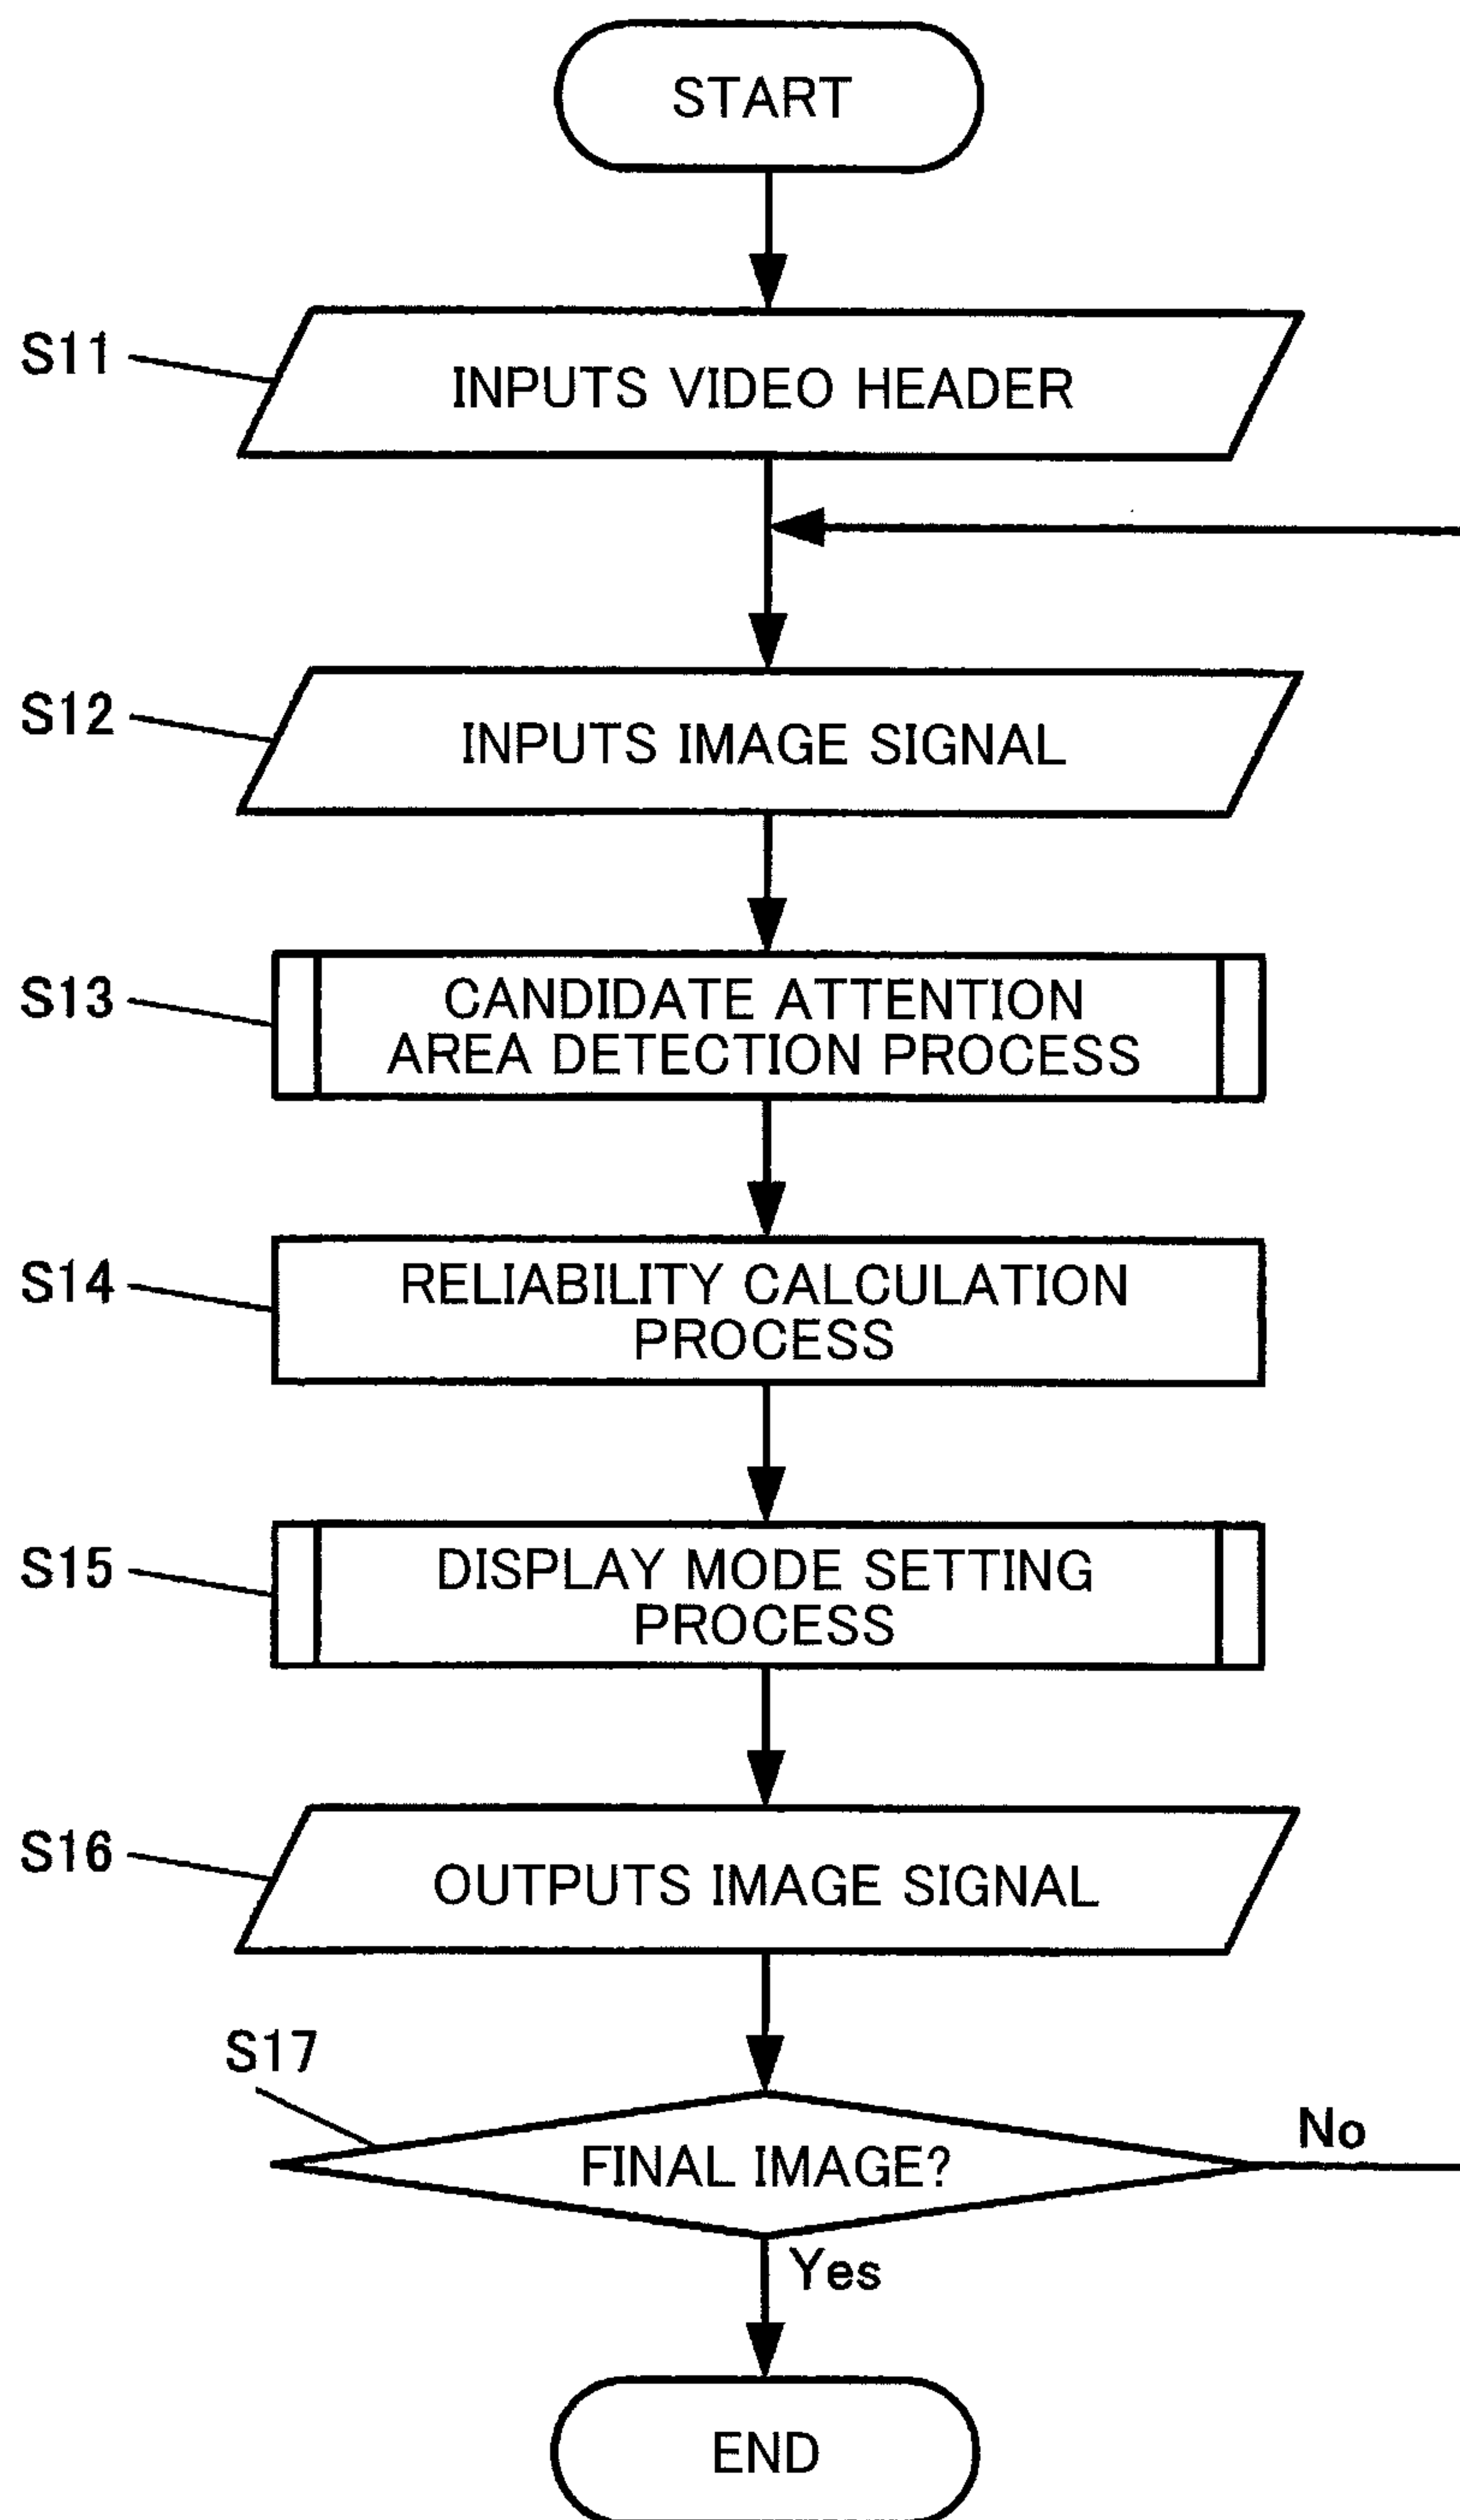 START
S11
INPUTS VIDEO HEADER
S12
INPUTS IMAGE SIGNAL
S13
CANDIDATE ATTENTION
AREA DETECTION PROCESS
S14
RELIABILITY CALCULATION
PROCESS
S15
DISPLAY MODE SETTING
PROCESS
S16
OUTPUTS IMAGE SIGNAL
S17
FINAL IMAGE?
No
Yes
END